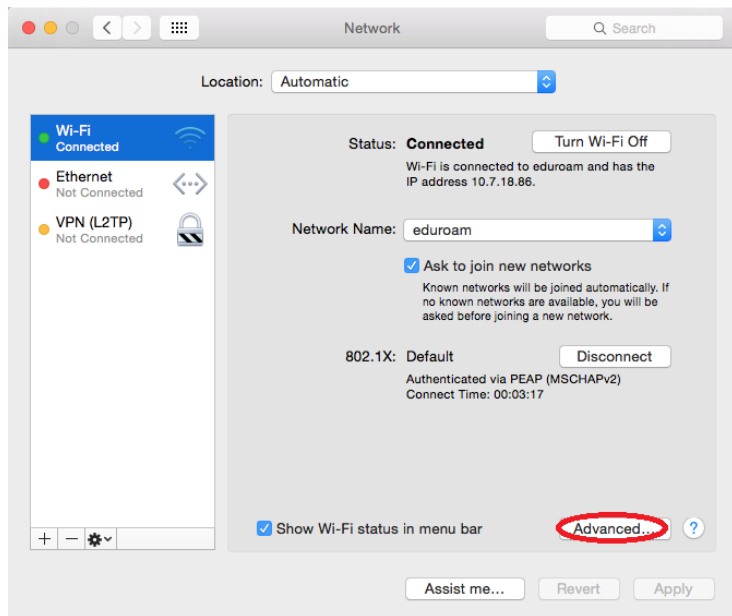 Network
Search
Location: Automatic
Wi-Fi
Connected
Ethernet
Not Connected
VPN (L2TP)
Not Connected
Status: Connected
Turn Wi-Fi Off
Wi-Fi is connected to eduroam and has the
IP address 10.7.18.86.
Network Name: eduroam
Ask to join new networks
Known networks will be joined automatically. If
no known networks are available, you will be
asked before joining a new network.
802.1X: Default
Disconnect
Authenticated via PEAP (MSCHAPv2)
Connect Time: 00:03:17
Show Wi-Fi status in menu bar
Advanced...
?
Assist me...
Revert
Apply